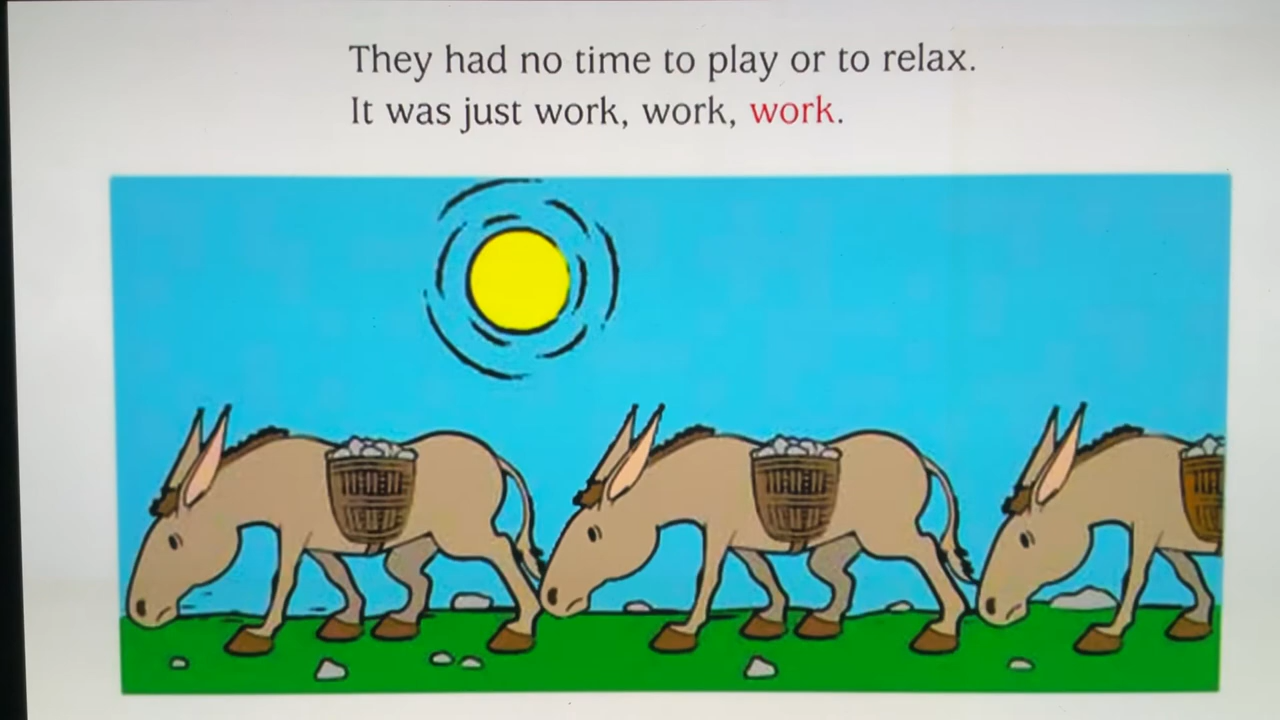 They had no time to play or to relax.
It was just work, work, work.